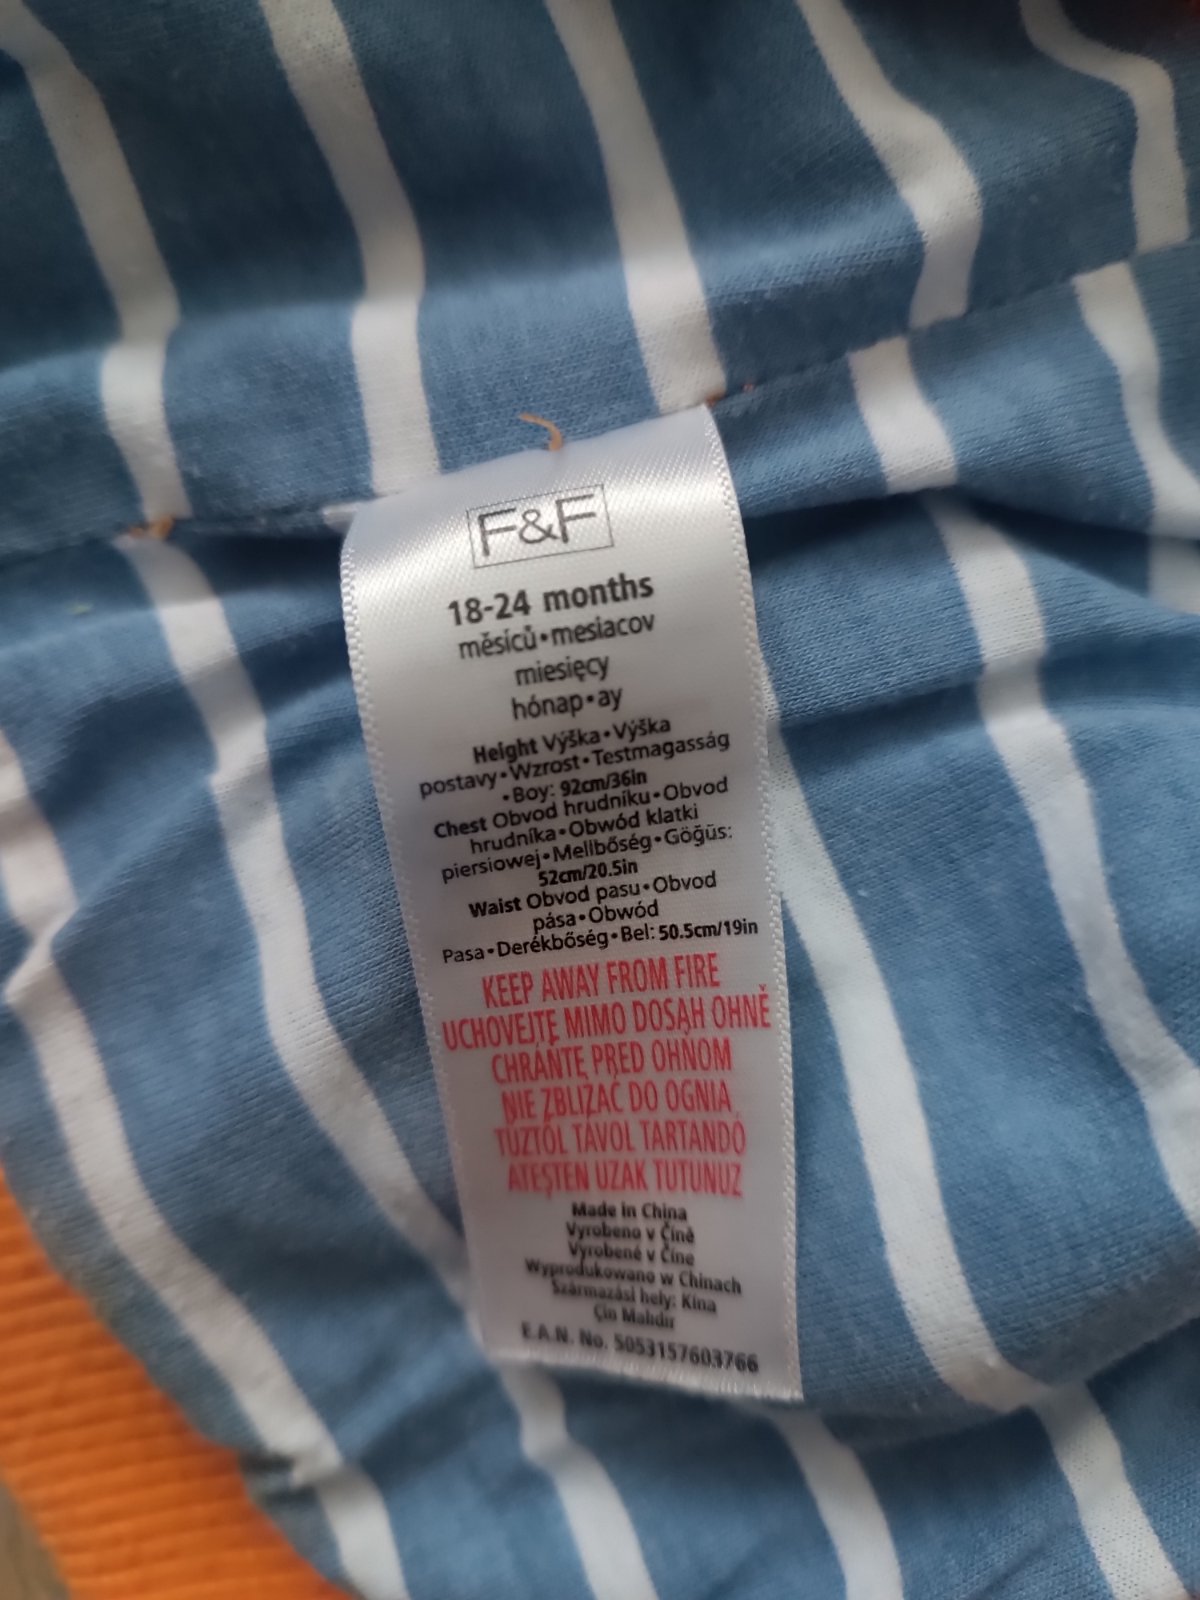 F&F
18-24 months
měsíců•mesiacov
miesięcy
hónap•ay
Height Výška•Výška
postavy•Wzrost•Testmagasság
•Boy: 92cm/36in
Chest Obvod hrudníku•Obvod
hrudníka•Obwód klatki
piersiowej•Mellbőség•Göğüs:
52cm/20.5in
Waist Obvod pasu•Obvod
pása•Obwód
Pasa•Derékbőség•Bel: 50.5cm/19in
KEEP AWAY FROM FIRE
UCHOVEJTE MIMO DOSAH OHNĚ
CHRÁŇTE PRED OHŇOM
NIE ZBLIŻAĆ DO OGNIA
TŰZTŐL TÁVOL TARTANDÓ
ATEŞTEN UZAK TUTUNUZ
Made in China
Vyrobeno v Číně
Vyrobené v Číne
Wyprodukowano w Chinach
Származási hely: Kína
Çin Malıdır
E.A.N. No. 5053157603766